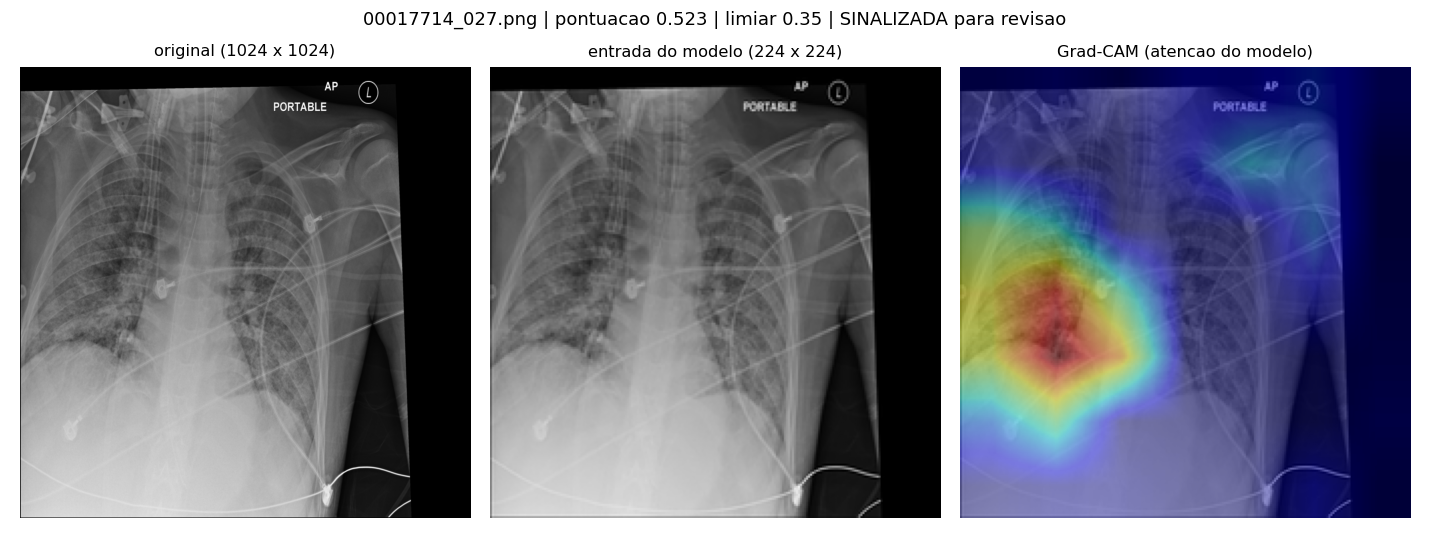 00017714_027.png | pontuacao 0.523 | limiar 0.35 | SINALIZADA para revisao
original (1024 x 1024)
entrada do modelo (224 x 224)
Grad-CAM (atencao do modelo)
AP
L
PORTABLE
AP
L
PORTABLE
AP
L
PORTABLE